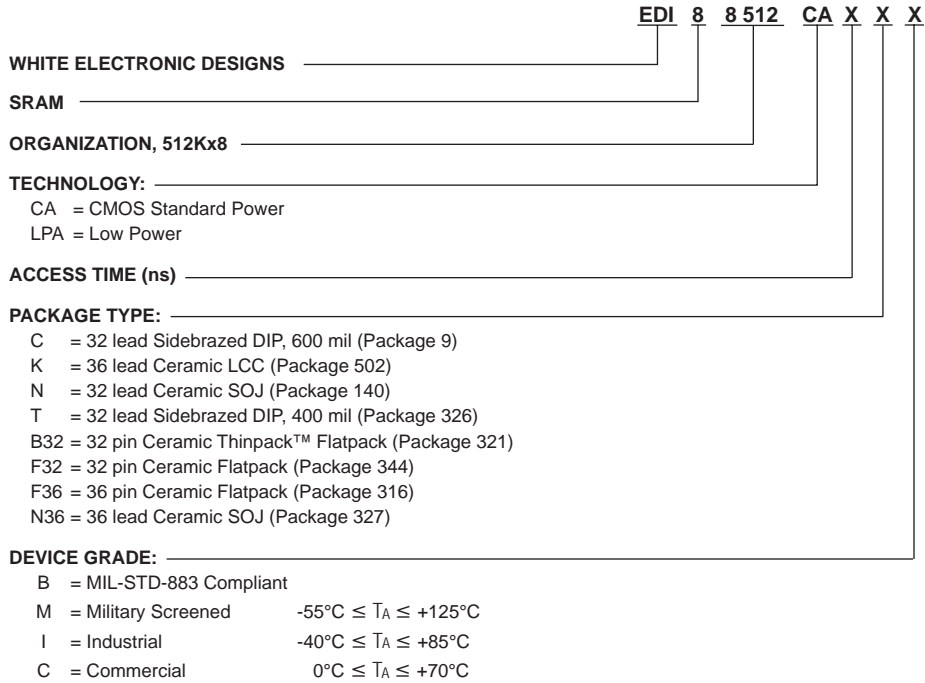 EDI 8 8 512 CA X X X
WHITE ELECTRONIC DESIGNS
SRAM
ORGANIZATION, 512Kx8
TECHNOLOGY:
CA = CMOS Standard Power
LPA = Low Power
ACCESS TIME (ns)
PACKAGE TYPE:
C = 32 lead Sidebrazed DIP, 600 mil (Package 9)
K = 36 lead Ceramic LCC (Package 502)
N = 32 lead Ceramic SOJ (Package 140)
T = 32 lead Sidebrazed DIP, 400 mil (Package 326)
B32 = 32 pin Ceramic Thinpack™ Flatpack (Package 321)
F32 = 32 pin Ceramic Flatpack (Package 344)
F36 = 36 pin Ceramic Flatpack (Package 316)
N36 = 36 lead Ceramic SOJ (Package 327)
DEVICE GRADE:
B = MIL-STD-883 Compliant
M = Military Screened -55°C ≤ TA ≤ +125°C
I = Industrial -40°C ≤ TA ≤ +85°C
C = Commercial 0°C ≤ TA ≤ +70°C